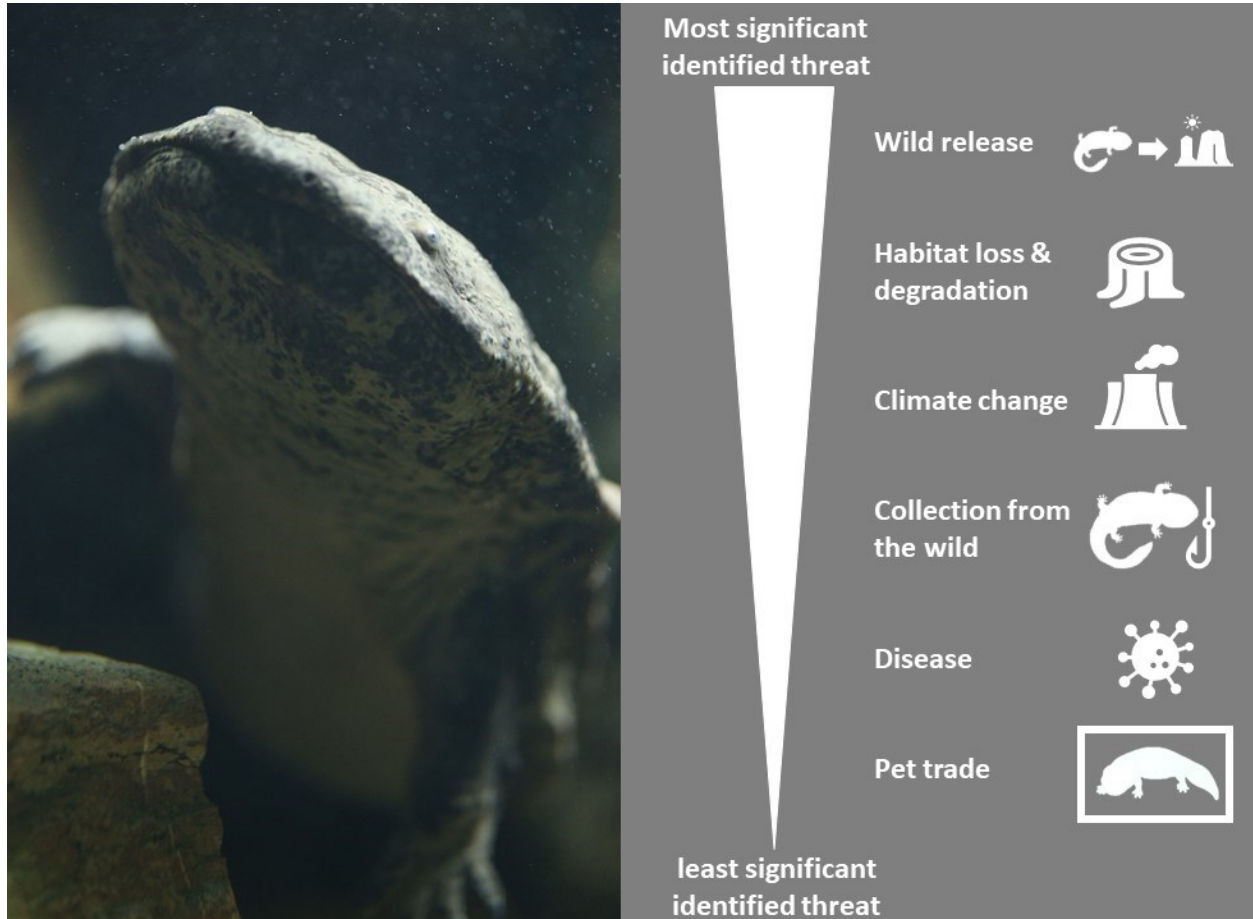 Most significant
identified threat
Wild release
Habitat loss &
degradation
Climate change
Collection from
the wild
Disease
Pet trade
least significant
identified threat